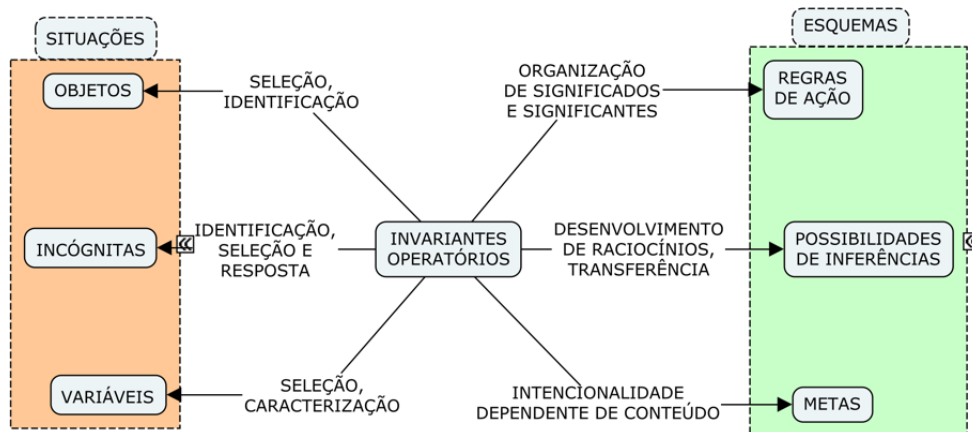 SITUAÇÕES
OBJETOS
INCÓGNITAS
VARIÁVEIS
SELEÇÃO,
IDENTIFICAÇÃO
IDENTIFICAÇÃO,
SELEÇÃO E
RESPOSTA
SELEÇÃO,
CARACTERIZAÇÃO
INVARIANTES
OPERATÓRIOS
ORGANIZAÇÃO
DE SIGNIFICADOS
E SIGNIFICANTES
DESENVOLVIMENTO
DE RACIOCÍNIOS,
TRANSFERÊNCIA
INTENCIONALIDADE
DEPENDENTE DE CONTEÚDO
ESQUEMAS
REGRAS
DE AÇÃO
POSSIBILIDADES
DE INFERÊNCIAS
METAS